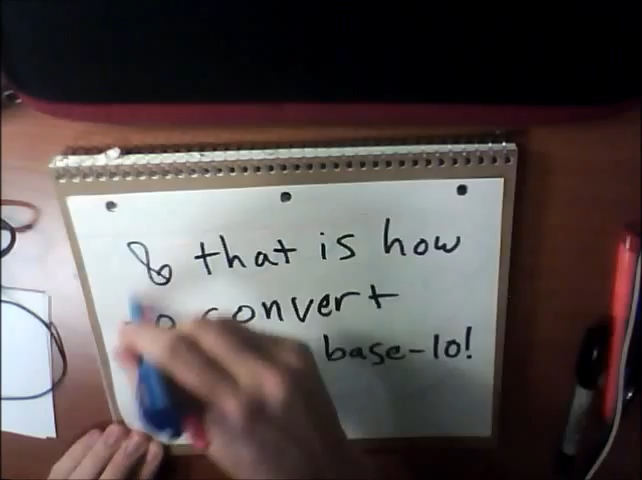 & that is how
convert
base-10!